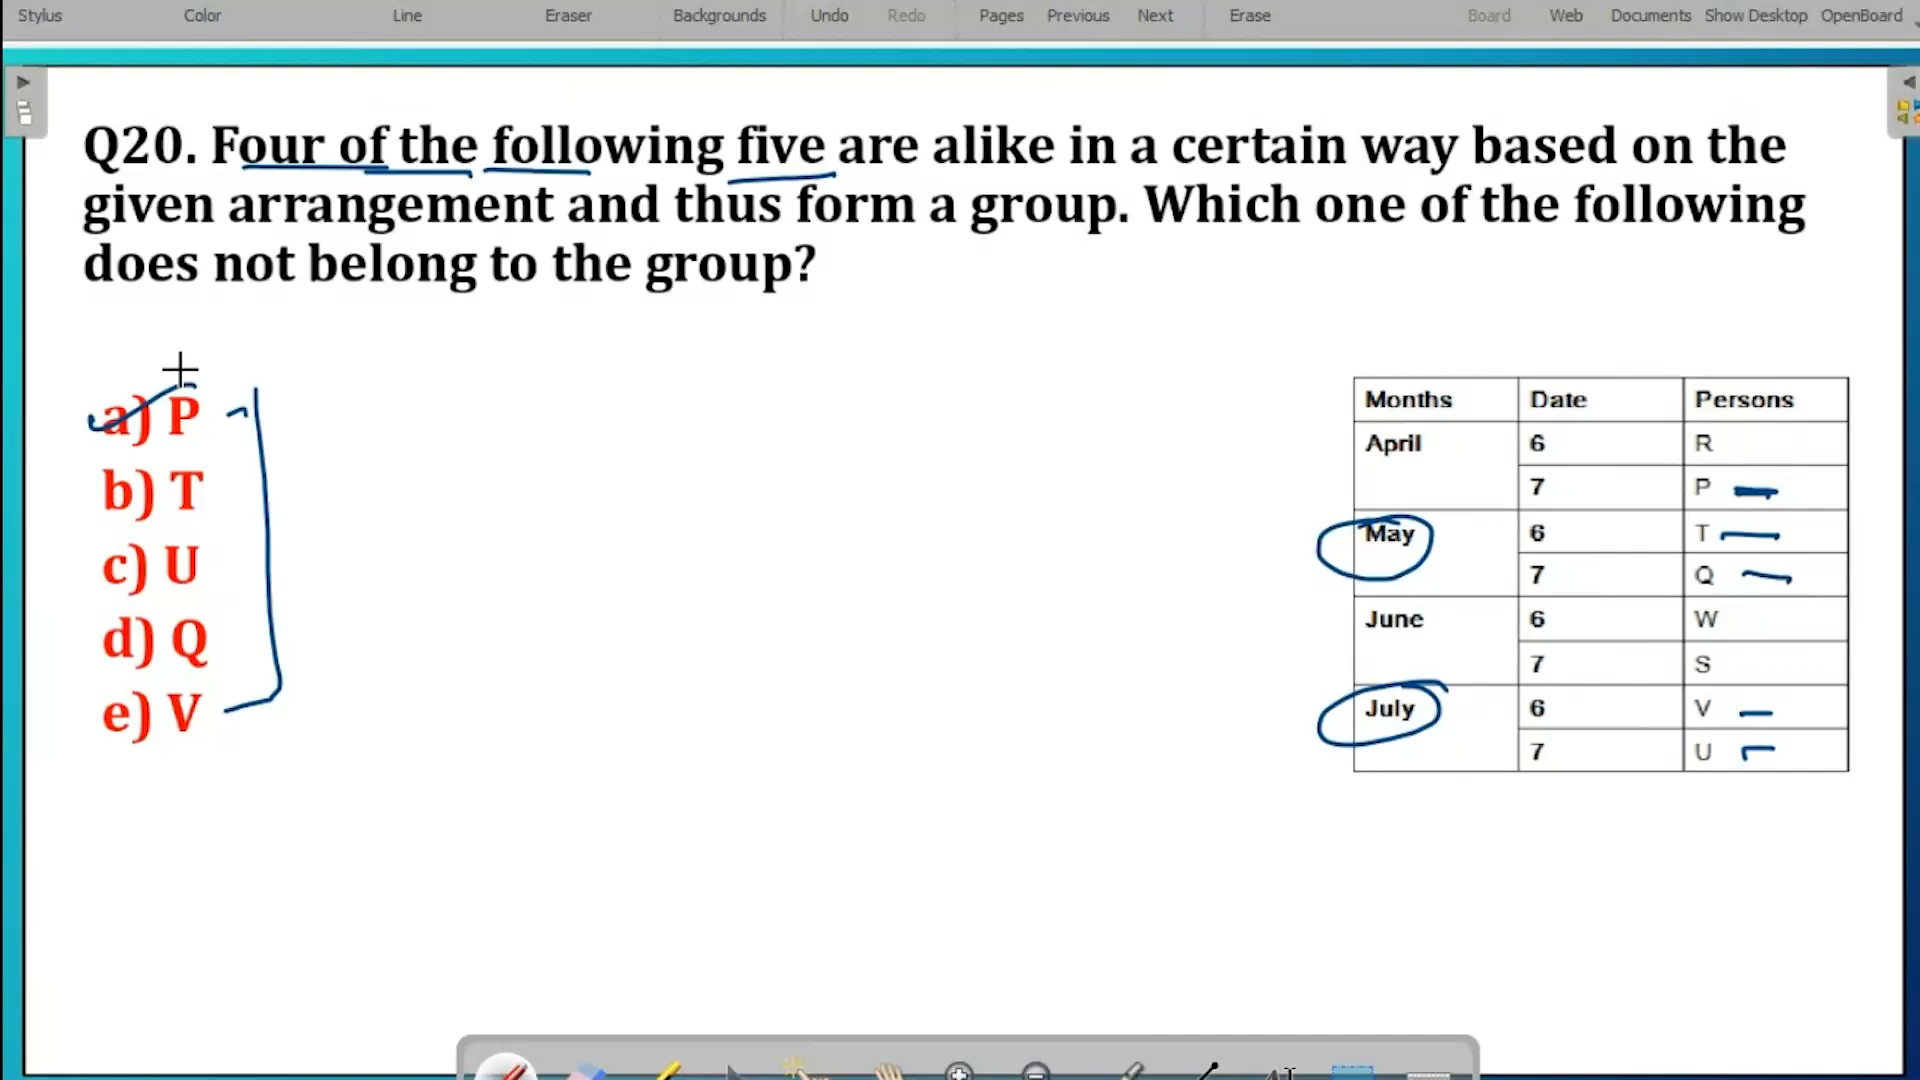 Stylus Color Line Eraser Backgrounds Undo Redo Pages Previous Next Erase Board Web Documents Show Desktop OpenBoard
Q20. Four of the following five are alike in a certain way based on the
given arrangement and thus form a group. Which one of the following
does not belong to the group?
a) P
b) T
c) U
d) Q
e) V
Months Date Persons
April 6 R
7 P
May 6 T
7 Q
June 6 W
7 S
July 6 V
7 U